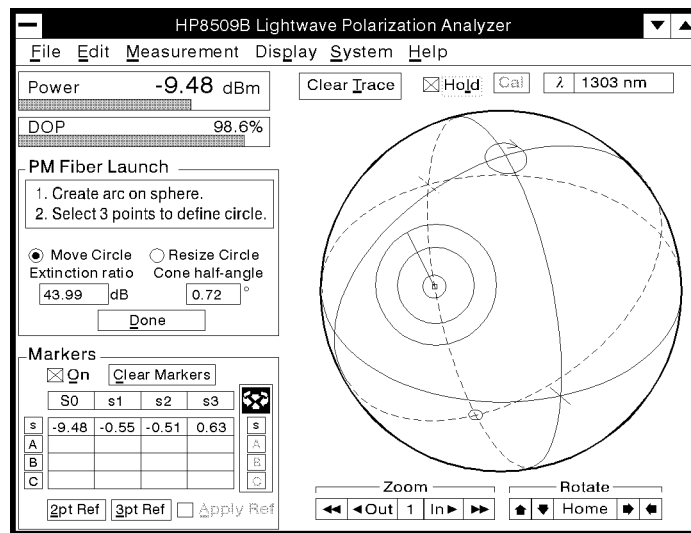 HP8509B Lightwave Polarization Analyzer
File Edit Measurement Display System Help
Power -9.48 dBm
DOP 98.6%
Clear Trace Hold Cal λ 1303 nm
PM Fiber Launch
1. Create arc on sphere.
2. Select 3 points to define circle.
Move Circle Resize Circle
Extinction ratio Cone half-angle
43.99 dB 0.72 °
Done
Markers
On Clear Markers
S0 s1 s2 s3
s -9.48 -0.55 -0.51 0.63 s
A A
B B
C C
2pt Ref 3pt Ref Apply Ref
Zoom
Out 1 In
Rotate
Home